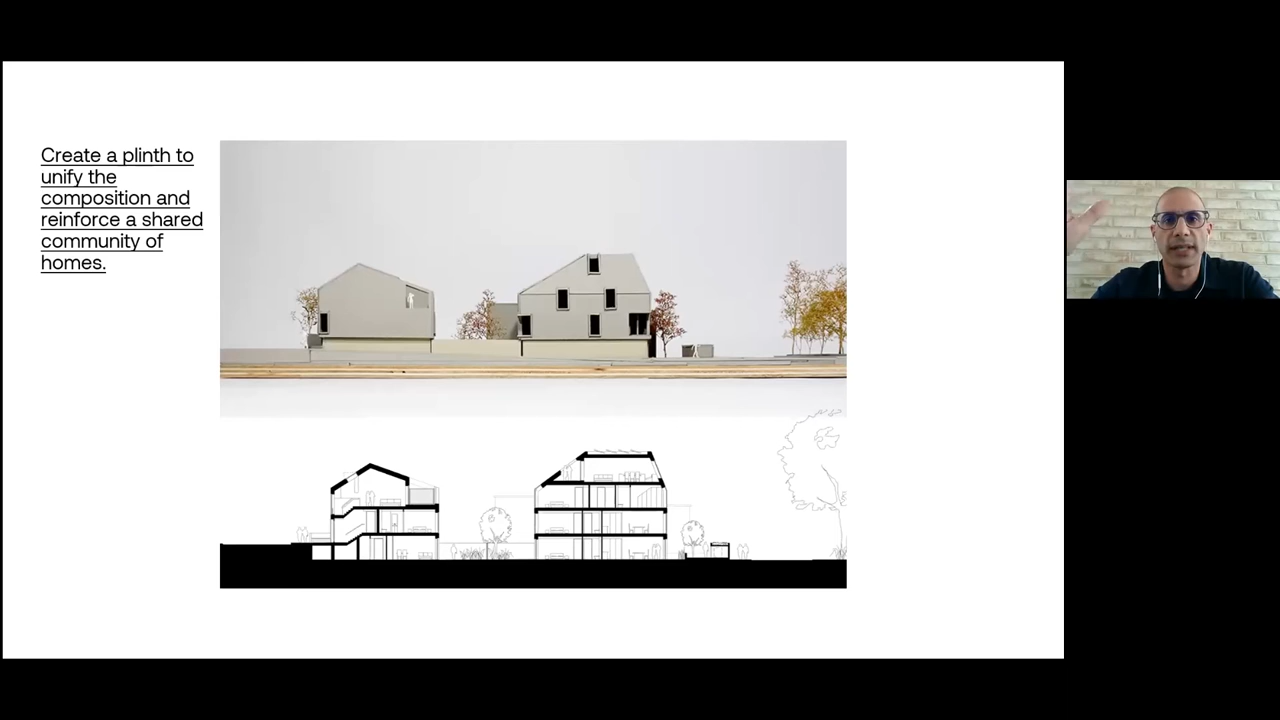 Create a plinth to
unify the
composition and
reinforce a shared
community of
homes.